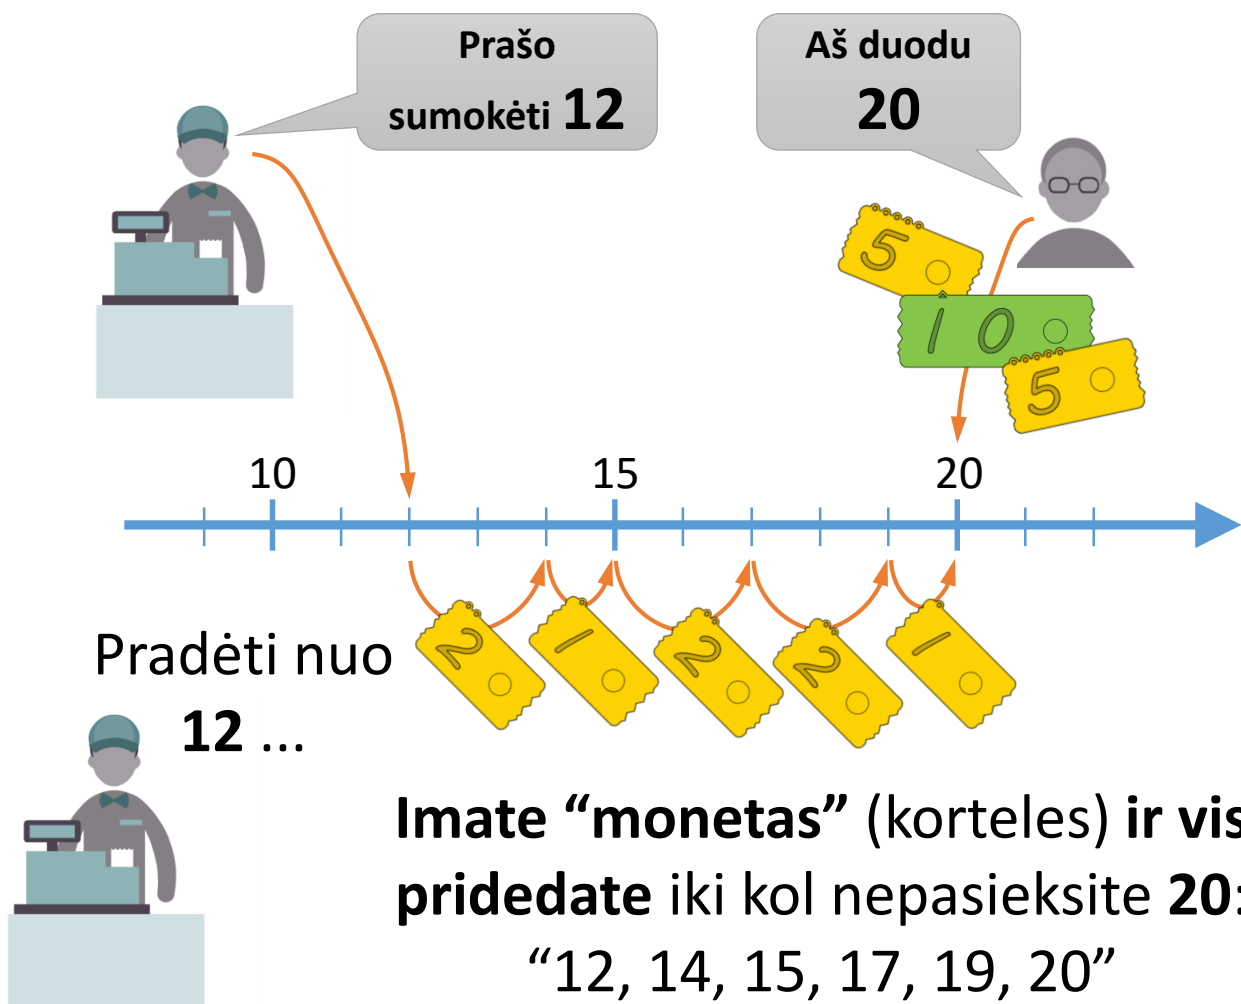 Prašo
sumokėti 12
Aš duodu
20
5
10
5
10
15
20
2
1
2
2
1
Pradėti nuo
12 ...
Imate “monetas” (korteles) ir vis
pridedate iki kol nepasieksite 20:
“12, 14, 15, 17, 19, 20”